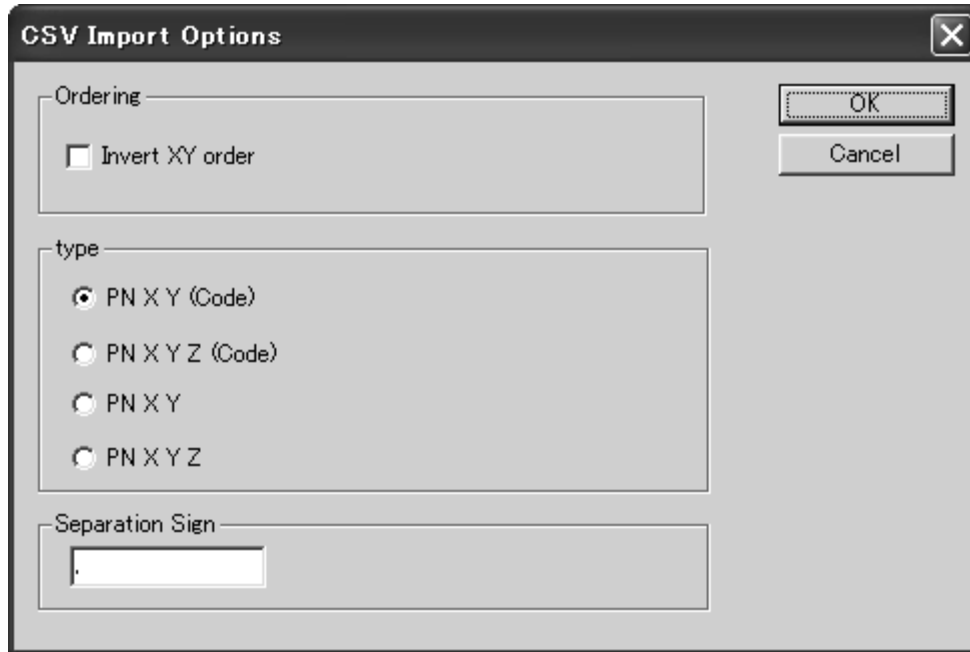 CSV Import Options
Ordering
OK
Invert XY order
Cancel
type
PN X Y (Code)
PN X Y Z (Code)
PN X Y
PN X Y Z
Separation Sign